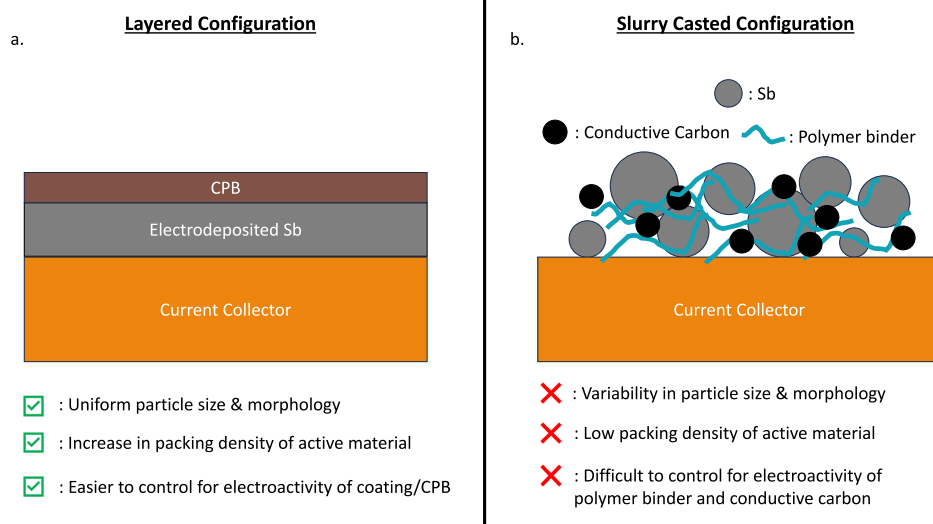 Layered Configuration
a.
CPB
Electrodeposited Sb
Current Collector
: Uniform particle size & morphology
: Increase in packing density of active material
: Easier to control for electroactivity of coating/CPB
Slurry Casted Configuration
b.
: Sb
: Conductive Carbon
: Polymer binder
Current Collector
: Variability in particle size & morphology
: Low packing density of active material
: Difficult to control for electroactivity of
polymer binder and conductive carbon